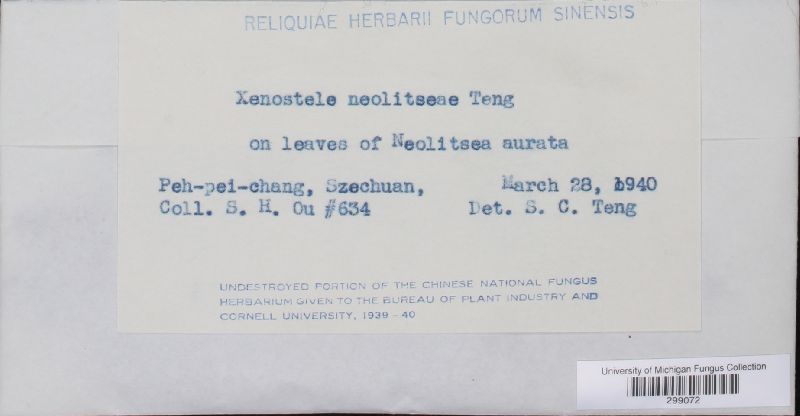 RELIQUIAE HERBARII FUNGORUM SINENSIS
Xenostele neolitseae Teng
on leaves of Neolitsea aurata
Peh-pei-chang, Szechuan, March 28, 1940
Coll. S. H. Ou #634 Det. S. C. Teng
UNDESTROYED PORTION OF THE CHINESE NATIONAL FUNGUS
HERBARIUM GIVEN TO THE BUREAU OF PLANT INDUSTRY AND
CORNELL UNIVERSITY, 1939 - 40
University of Michigan Fungus Collection
299072